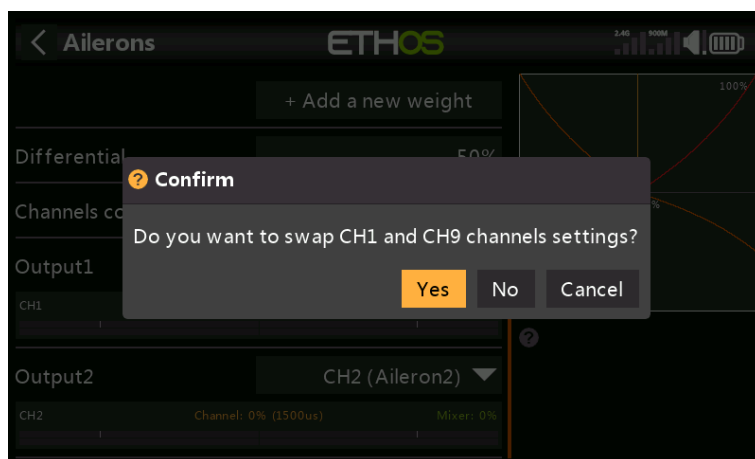 Ailerons
ETHOS
2.4G 900M
+ Add a new weight
100%
Differential
50%
Confirm
Channels co
%
Do you want to swap CH1 and CH9 channels settings?
Output1
Yes No Cancel
CH1
Output2
CH2 (Aileron2)
CH2 Channel: 0% (1500us) Mixer: 0%